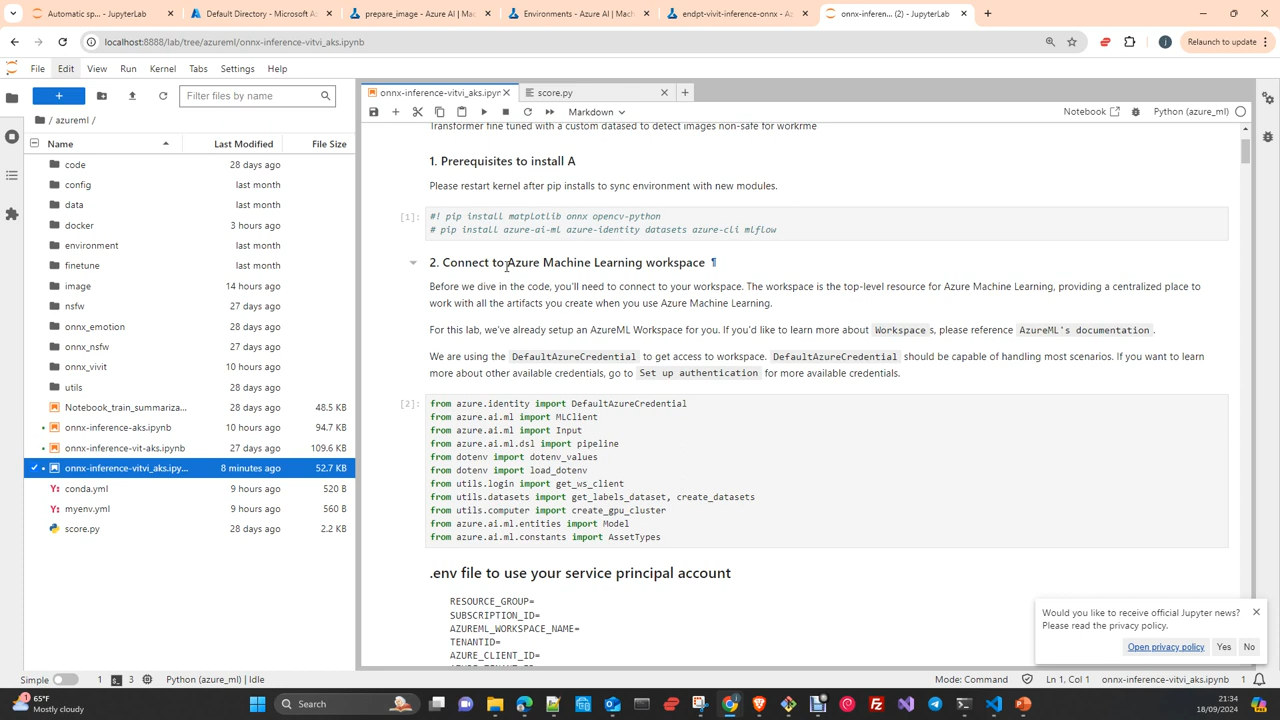 Automatic sp... - JupyterLab
Default Directory - Microsoft Az
prepare_image - Azure AI | Mac
Environments - Azure AI | Mach
endpt-vivit-inference-onnx - Az
onnx-inferen... (2) - JupyterLab
localhost:8888/lab/tree/azureml/onnx-inference-vitvi_aks.ipynb
Relaunch to update
File Edit View Run Kernel Tabs Settings Help
Filter files by name
/ azureml /
Name Last Modified File Size
code 28 days ago
config last month
data last month
docker 3 hours ago
environment last month
finetune last month
image 14 hours ago
nsfw 27 days ago
onnx_emotion 28 days ago
onnx_nsfw 27 days ago
onnx_vivit 10 hours ago
utils 28 days ago
Notebook_train_summariza... 28 days ago 48.5 KB
onnx-inference-aks.ipynb 10 hours ago 94.7 KB
onnx-inference-vit-aks.ipynb 27 days ago 109.6 KB
onnx-inference-vitvi_aks.ipy... 8 minutes ago 52.7 KB
conda.yml 9 hours ago 520 B
myenv.yml 9 hours ago 560 B
score.py 28 days ago 2.2 KB
onnx-inference-vitvi_aks.ipyr
score.py
Markdown
Notebook
Python (azure_ml)
Transformer fine tuned with a custom datased to detect images non-safe for workrme
1. Prerequisites to install A
Please restart kernel after pip installs to sync environment with new modules.
[1]: #! pip install matplotlib onnx opencv-python
# pip install azure-ai-ml azure-identity datasets azure-cli mlflow
2. Connect to Azure Machine Learning workspace ¶
Before we dive in the code, you'll need to connect to your workspace. The workspace is the top-level resource for Azure Machine Learning, providing a centralized place to
work with all the artifacts you create when you use Azure Machine Learning.
For this lab, we've already setup an AzureML Workspace for you. If you'd like to learn more about Workspace s, please reference AzureML's documentation .
We are using the DefaultAzureCredential to get access to workspace. DefaultAzureCredential should be capable of handling most scenarios. If you want to learn
more about other available credentials, go to Set up authentication for more available credentials.
[2]: from azure.identity import DefaultAzureCredential
from azure.ai.ml import MLClient
from azure.ai.ml import Input
from azure.ai.ml.dsl import pipeline
from dotenv import dotenv_values
from dotenv import load_dotenv
from utils.login import get_ws_client
from utils.datasets import get_labels_dataset, create_datasets
from utils.computer import create_gpu_cluster
from azure.ai.ml.entities import Model
from azure.ai.ml.constants import AssetTypes
.env file to use your service principal account
RESOURCE_GROUP=
SUBSCRIPTION_ID=
AZUREML_WORKSPACE_NAME=
TENANTID=
AZURE_CLIENT_ID=
Would you like to receive official Jupyter news?
Please read the privacy policy.
Open privacy policy Yes No
Simple 1 3 Python (azure_ml) | Idle
Mode: Command Ln 1, Col 1 onnx-inference-vitvi_aks.ipynb 1
65°F
Mostly cloudy
Search
21:34
18/09/2024